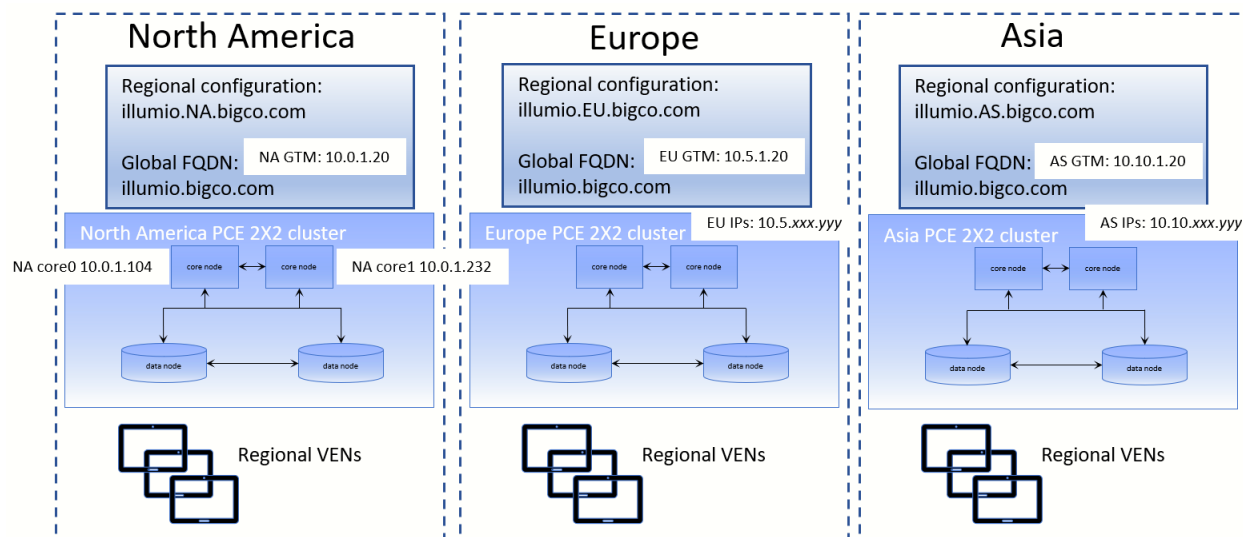 North America
Regional configuration:
illumio.NA.bigco.com
Global FQDN:
NA GTM: 10.0.1.20
illumio.bigco.com
North America PCE 2X2 cluster
NA core0 10.0.1.104
core node
core node
NA core1 10.0.1.232
data node
data node
Regional VENs
Europe
Regional configuration:
illumio.EU.bigco.com
Global FQDN:
EU GTM: 10.5.1.20
illumio.bigco.com
EU IPs: 10.5.xxx.yyy
Europe PCE 2X2 cluster
core node
core node
data node
data node
Regional VENs
Asia
Regional configuration:
illumio.AS.bigco.com
Global FQDN:
AS GTM: 10.10.1.20
illumio.bigco.com
AS IPs: 10.10.xxx.yyy
Asia PCE 2X2 cluster
core node
core node
data node
data node
Regional VENs